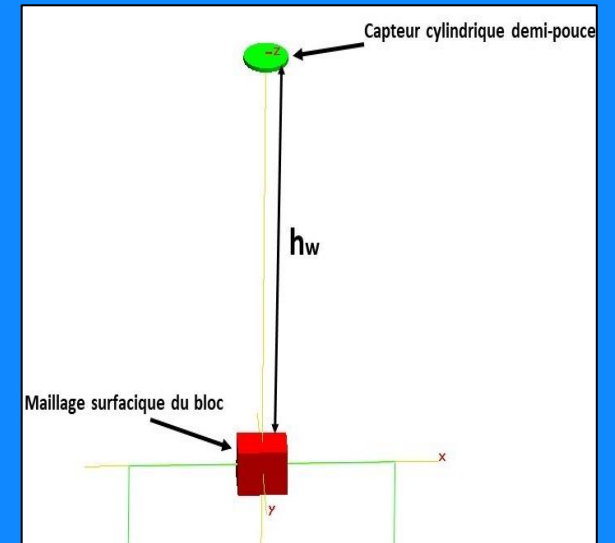 Capteur cylindrique demi-pouce
-Z
hw
Maillage surfacique du bloc
x
y